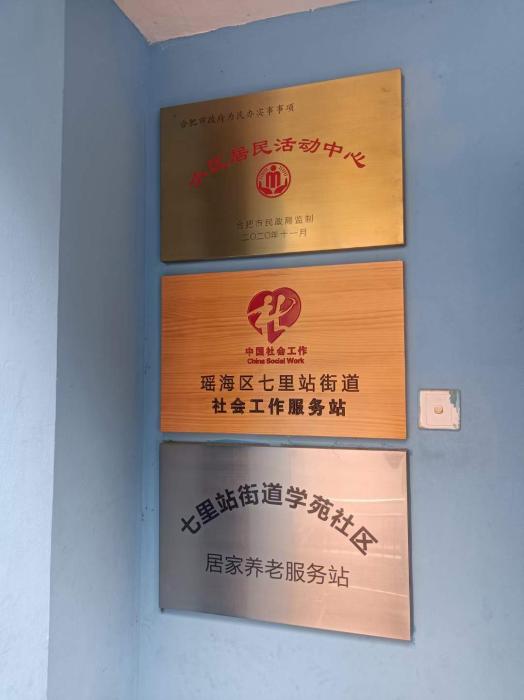 合肥市政府为民办实事事项
小区居民活动中心
合肥市民政局监制
二〇二〇年十一月
中国社会工作
China Social Work
瑶海区七里站街道
社会工作服务站
七里站街道学苑社区
居家养老服务站